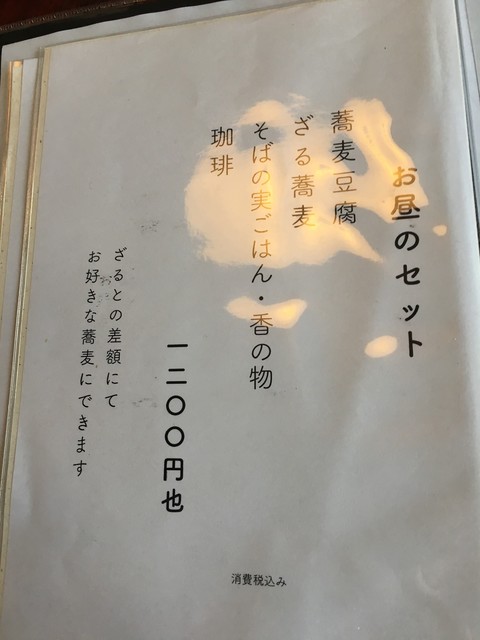 お昼のセット
蕎麦豆腐
ざる蕎麦
そばの実ごはん・香の物
珈琲
一二〇〇円也
ざるとの差額にて
お好きな蕎麦にできます
消費税込み